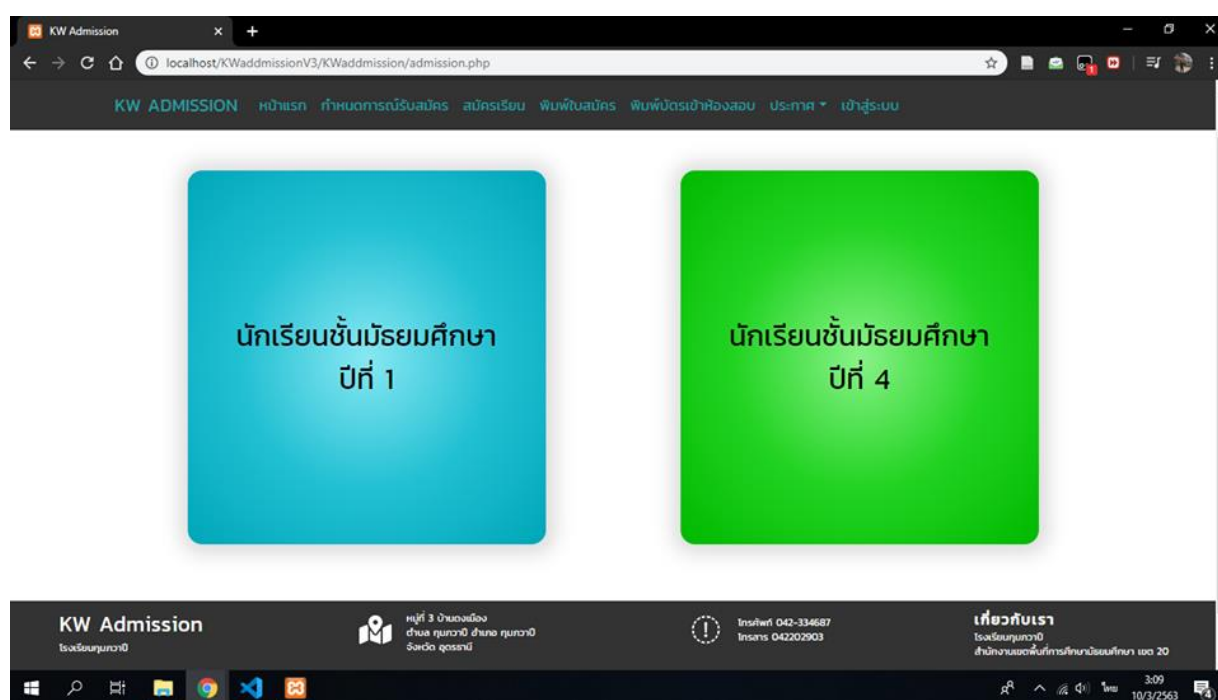 KW Admission
localhost/KWaddmissionV3/KWaddmission/admission.php
KW ADMISSION หน้าแรก กำหนดการณ์รับสมัคร สมัครเรียน พิมพ์ใบสมัคร พิมพ์บัตรเข้าห้องสอบ ประกาศ เข้าสู่ระบบ
นักเรียนชั้นมัธยมศึกษา
ปีที่ 1
นักเรียนชั้นมัธยมศึกษา
ปีที่ 4
KW Admission
โรงเรียนกุมภวาปี
หมู่ที่ 3 บ้านดงเมือง
ตำบล กุมภวาปี อำเภอ กุมภวาปี
จังหวัด อุดรธานี
โทรศัพท์ 042-334687
โทรสาร 042202903
เกี่ยวกับเรา
โรงเรียนกุมภวาปี
สำนักงานเขตพื้นที่การศึกษามัธยมศึกษา เขต 20
ไทย
3:09
10/3/2563